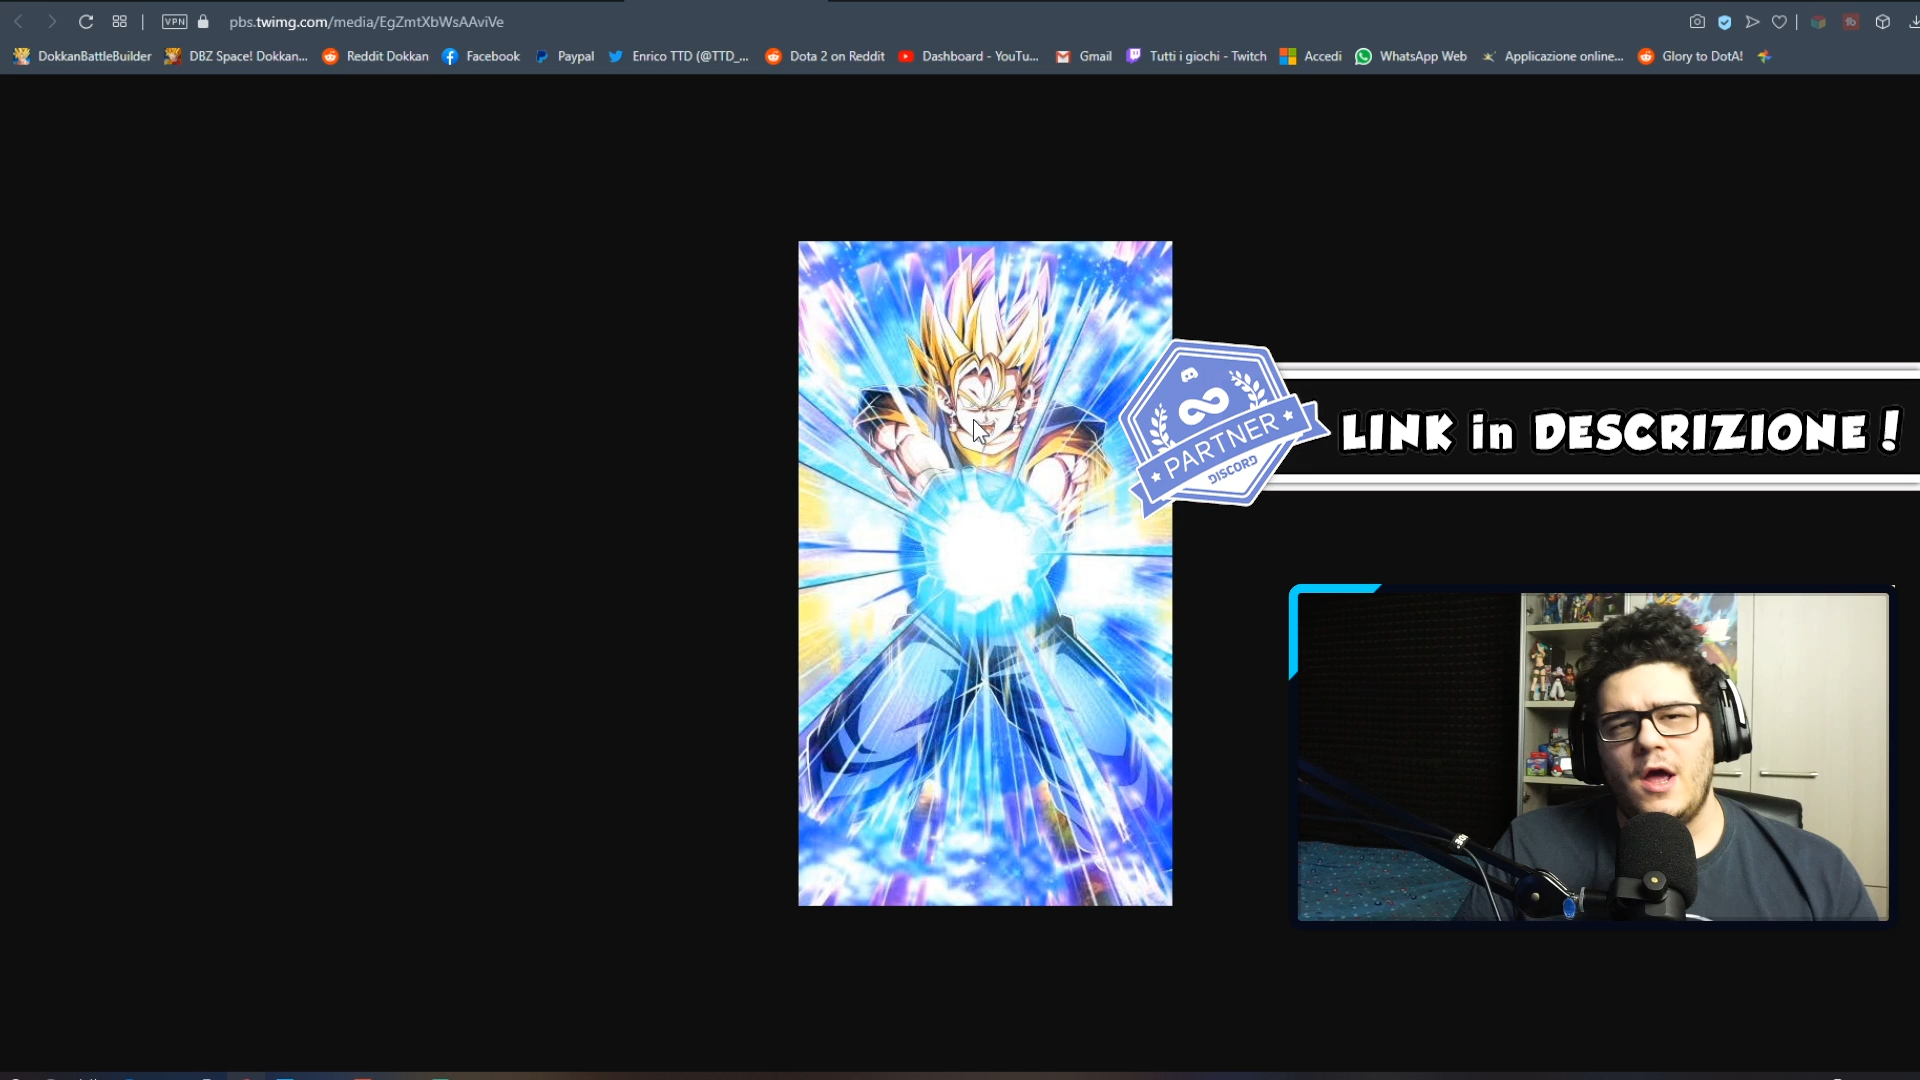 VPN
pbs.twimg.com/media/EgZmtXbWsAAviVe
DokkanBattleBuilder
DBZ Space! Dokkan...
Reddit Dokkan
Facebook
Paypal
Enrico TTD (@TTD_...
Dota 2 on Reddit
Dashboard - YouTu...
Gmail
Tutti i giochi - Twitch
Accedi
WhatsApp Web
Applicazione online...
Glory to DotA!
PARTNER
DISCORD
LINK in DESCRIZIONE!